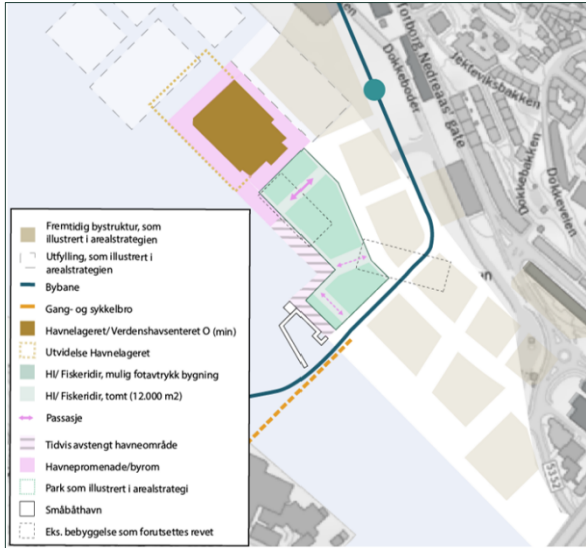 Jekteviksbakken
Dokkeboder
Nedreaas' gate
Dokkebakken
Dokkeveien
5352
Fremtidig bystruktur, som
illustrert i arealstrategien
Utfylling, som illustrert i
arealstrategien
Bybane
Gang- og sykkelbro
Havnelageret/Verdenshavsenteret O (min)
Utvidelse Havnelageret
HI/ Fiskeridir, mulig fotavtrykk bygning
HI/ Fiskeridir, tomt (12.000 m2)
Passasje
Tidvis avstengt havneområde
Havnepromenade/byrom
Park som illustrert i arealstrategi
Småbåthavn
Eks. bebyggelse som forutsettes revet